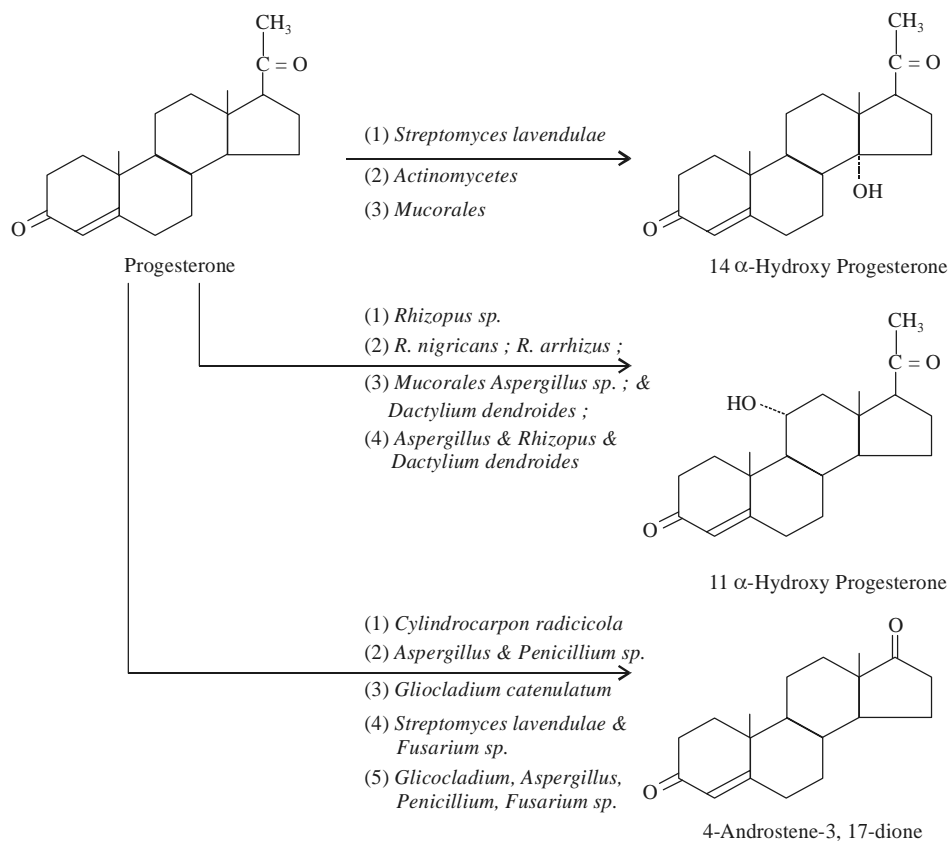 CH₃
C = O
O
Progesterone
(1) Streptomyces lavendulae
(2) Actinomycetes
(3) Mucorales
CH₃
C = O
OH
O
14 α-Hydroxy Progesterone
(1) Rhizopus sp.
(2) R. nigricans ; R. arrhizus ;
(3) Mucorales Aspergillus sp. ; &
Dactylium dendroides ;
(4) Aspergillus & Rhizopus &
Dactylium dendroides
CH₃
C = O
HO
O
11 α-Hydroxy Progesterone
(1) Cylindrocarpon radicicola
(2) Aspergillus & Penicillium sp.
(3) Gliocladium catenulatum
(4) Streptomyces lavendulae &
Fusarium sp.
(5) Glicocladium, Aspergillus,
Penicillium, Fusarium sp.
O
O
4-Androstene-3, 17-dione